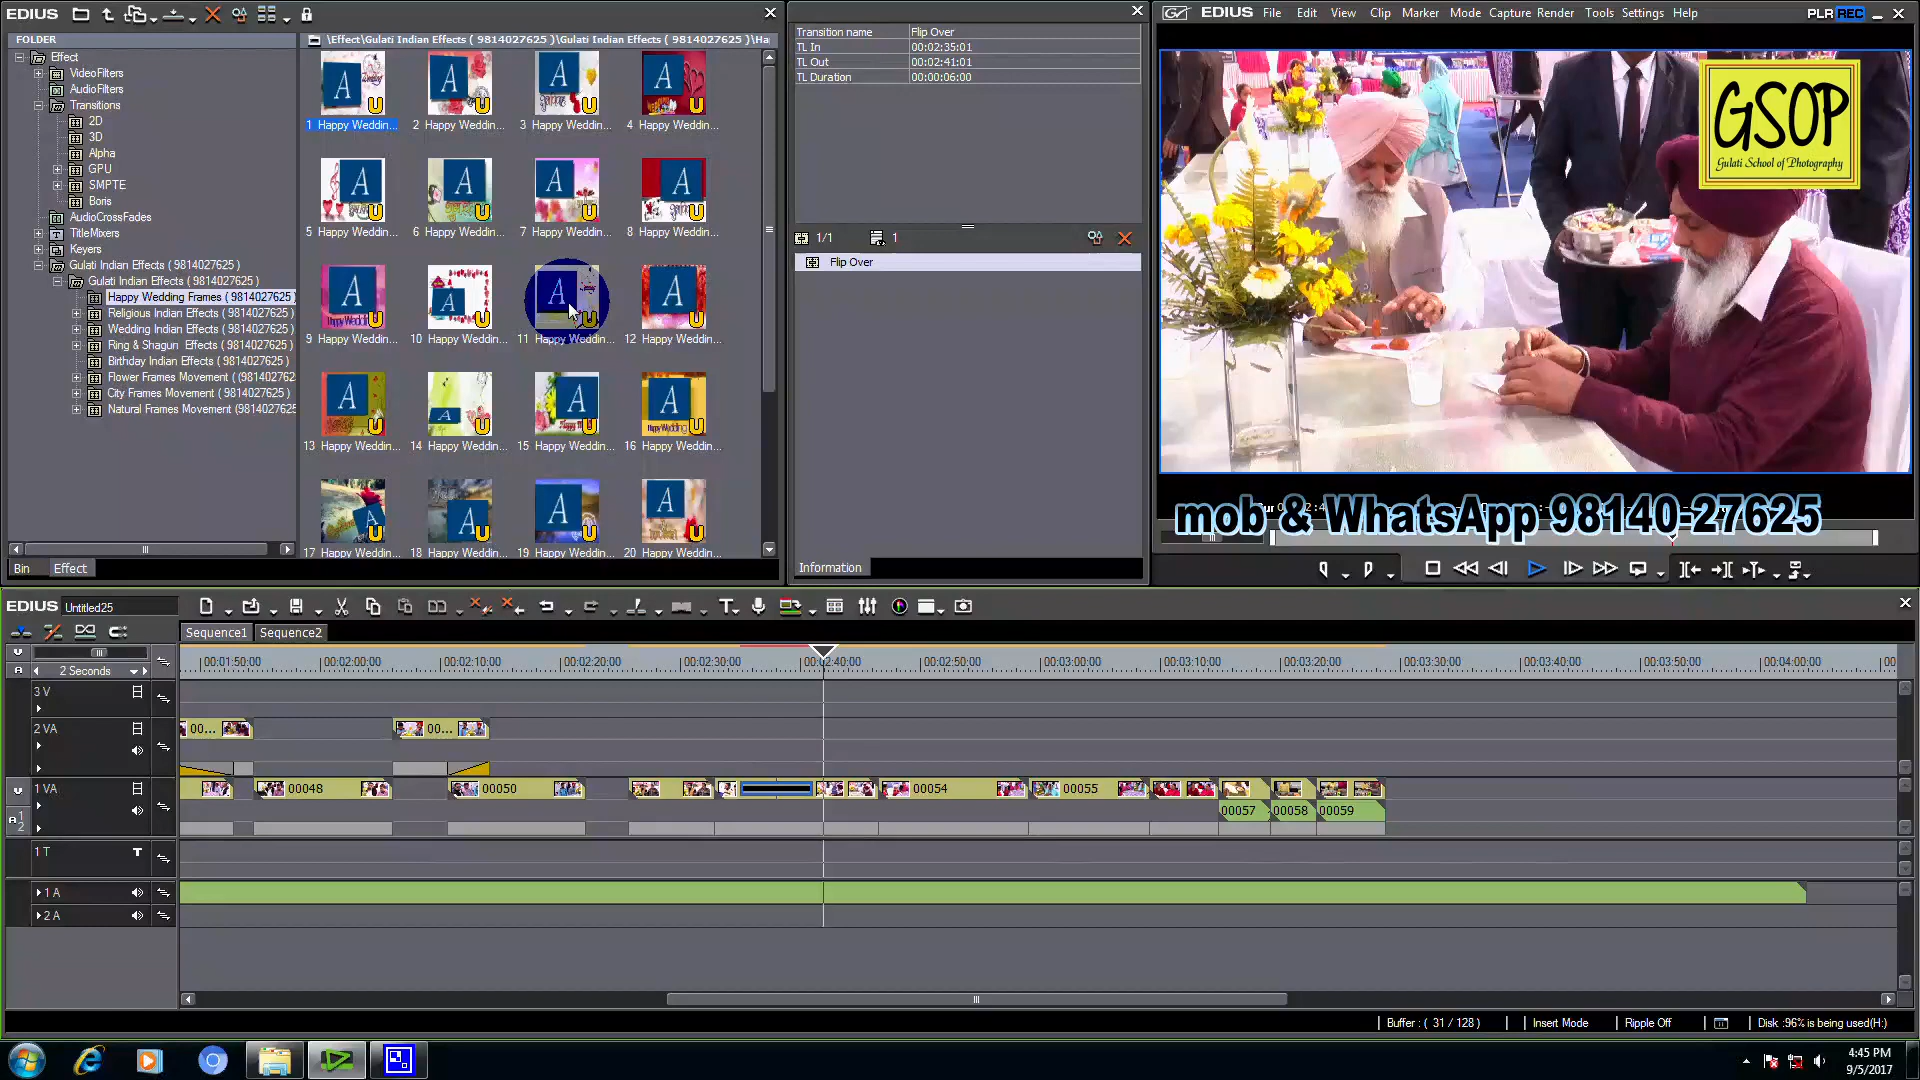 EDIUS
FOLDER
Effect
VideoFilters
AudioFilters
Transitions
2D
3D
Alpha
GPU
SMPTE
Boris
AudioCrossFades
TitleMixers
Keyers
Gulati Indian Effects ( 9814027625 )
Gulati Indian Effects ( 9814027625 )
Happy Wedding Frames ( 9814027625 )
Religious Indian Effects ( 9814027625 )
Wedding Indian Effects ( 9814027625 )
Ring & Shagun Effects ( 9814027625 )
Birthday Indian Effects ( 9814027625 )
Flower Frames Movement ( (9814027625
City Frames Movement ( 9814027625 )
Natural Frames Movement (9814027625
Bin Effect
\Effect\Gulati Indian Effects ( 9814027625 )\Gulati Indian Effects ( 9814027625 )\Ha
1 Happy Weddin... 2 Happy Weddin... 3 Happy Weddin... 4 Happy Weddin...
5 Happy Weddin... 6 Happy Weddin... 7 Happy Weddin... 8 Happy Weddin...
9 Happy Weddin... 10 Happy Weddin... 11 Happy Weddin... 12 Happy Weddin...
13 Happy Weddin... 14 Happy Weddin... 15 Happy Weddin... 16 Happy Weddin...
17 Happy Weddin... 18 Happy Weddin... 19 Happy Weddin... 20 Happy Weddin...
Transition name Flip Over
TL In 00:02:35:01
TL Out 00:02:41:01
TL Duration 00:00:06:00
1/1 1
Flip Over
Information
EDIUS File Edit View Clip Marker Mode Capture Render Tools Settings Help PLR REC
GSOP
Gulati School of Photography
mob & WhatsApp 98140-27625
EDIUS Untitled25
Sequence1 Sequence2
2 Seconds
00:01:50:00 00:02:00:00 00:02:10:00 00:02:20:00 00:02:30:00 00:02:40:00 00:02:50:00 00:03:00:00 00:03:10:00 00:03:20:00 00:03:30:00 00:03:40:00 00:03:50:00 00:04:00:00 00
3 V
2 VA 00... 00...
1 VA 00048 00050 00054 00055
00057 00058 00059
1 T
1 A
2 A
Buffer : ( 31 / 128 ) Insert Mode Ripple Off Disk :96% is being used(H:)
4:45 PM
9/5/2017